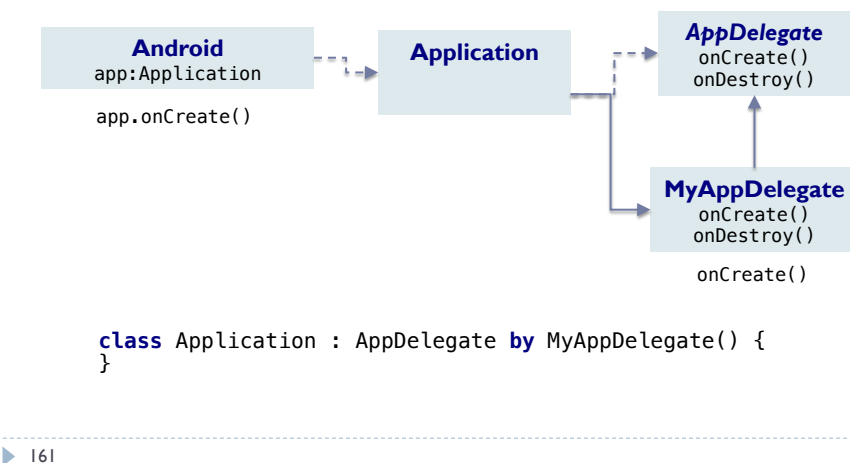 Android
app:Application
app.onCreate()
Application
AppDelegate
onCreate()
onDestroy()
MyAppDelegate
onCreate()
onDestroy()
onCreate()
class Application : AppDelegate by MyAppDelegate() {
}
161